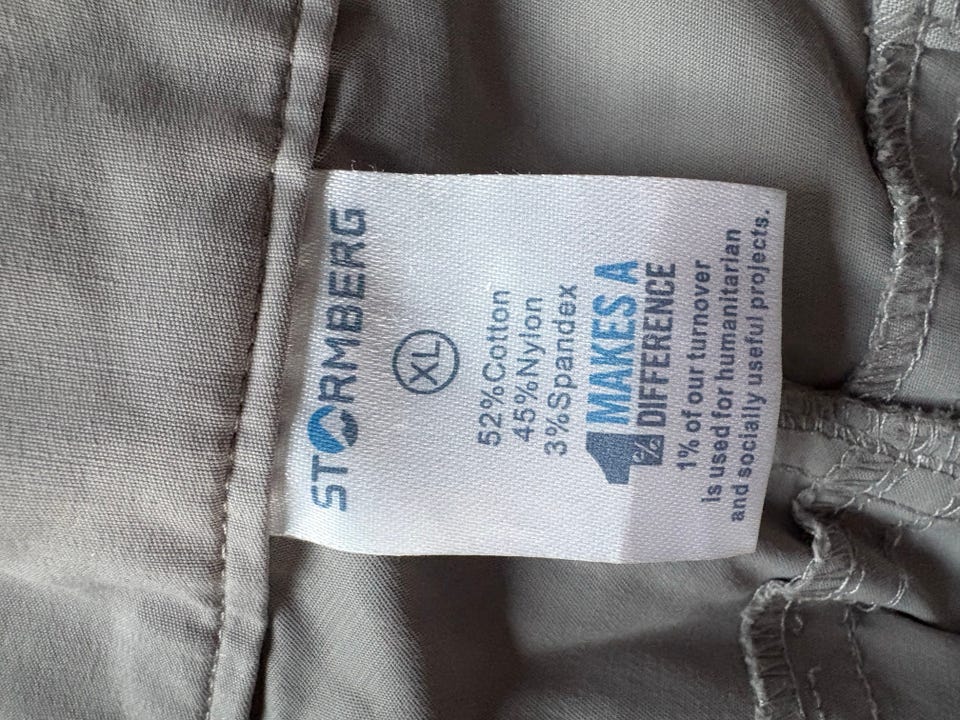 STORMBERG
XL
52%Cotton
45%Nylon
3%Spandex
1% MAKES A
DIFFERENCE
1% of our turnover
is used for humanitarian
and socially useful projects.